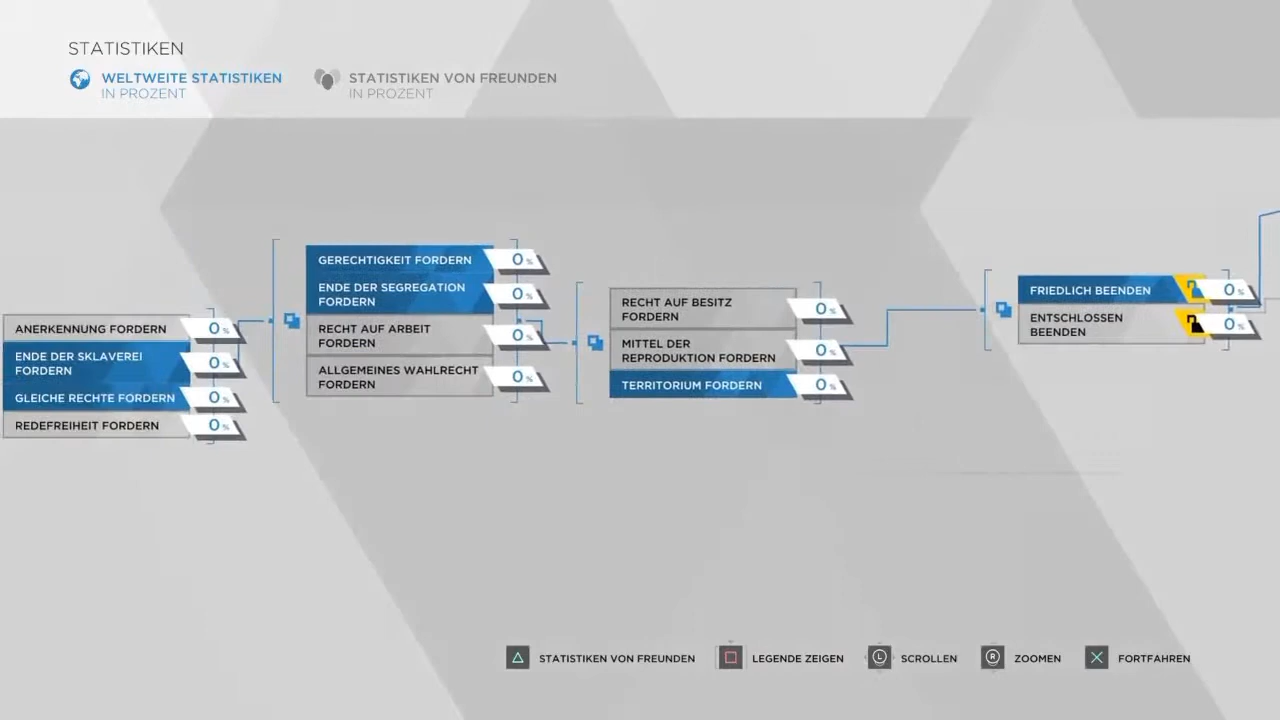 STATISTIKEN
WELTWEITE STATISTIKEN
IN PROZENT
STATISTIKEN VON FREUNDEN
IN PROZENT
ANERKENNUNG FORDERN 0 %
ENDE DER SKLAVEREI
FORDERN 0 %
GLEICHE RECHTE FORDERN 0 %
REDEFREIHEIT FORDERN 0 %
GERECHTIGKEIT FORDERN 0 %
ENDE DER SEGREGATION
FORDERN 0 %
RECHT AUF ARBEIT
FORDERN 0 %
ALLGEMEINES WAHLRECHT
FORDERN 0 %
RECHT AUF BESITZ
FORDERN 0 %
MITTEL DER
REPRODUKTION FORDERN 0 %
TERRITORIUM FORDERN 0 %
FRIEDLICH BEENDEN 0 %
ENTSCHLOSSEN
BEENDEN 0 %
STATISTIKEN VON FREUNDEN
LEGENDE ZEIGEN
L SCROLLEN
R ZOOMEN
FORTFAHREN